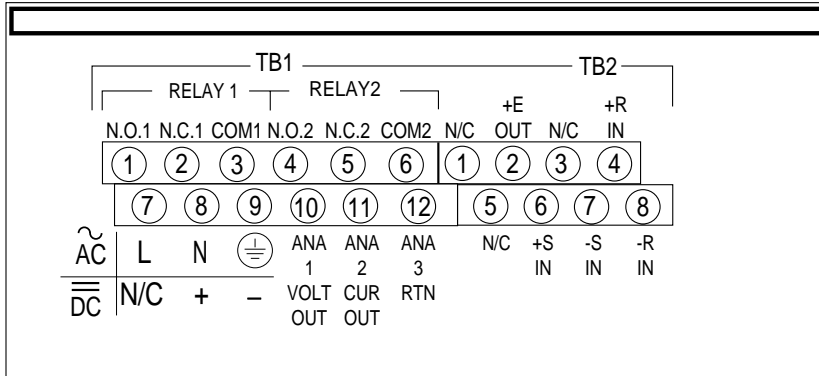 TB1 TB2
RELAY 1 RELAY2
+E +R
N.O.1 N.C.1 COM1 N.O.2 N.C.2 COM2 N/C OUT N/C IN
1 2 3 4 5 6 1 2 3 4
7 8 9 10 11 12 5 6 7 8
AC L N ANA ANA ANA N/C +S -S -R
1 2 3 IN IN IN
DC N/C + – VOLT CUR RTN
OUT OUT